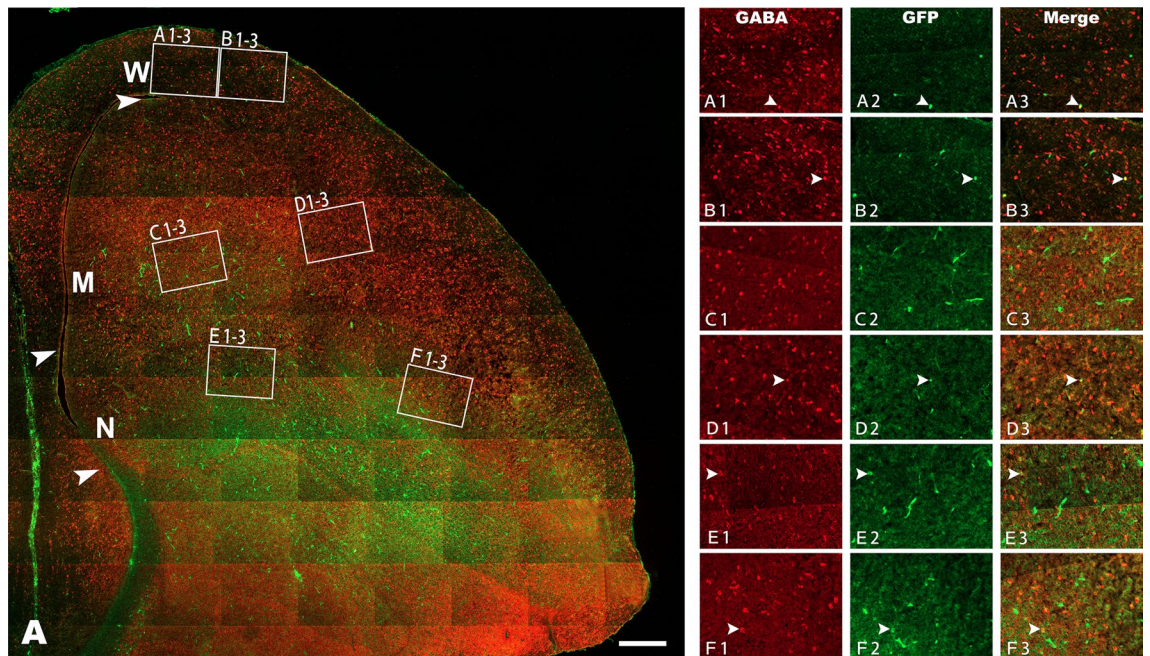 A1-3 B1-3
W
D1-3
C1-3
M
E1-3
F1-3
N
A
GABA GFP Merge
A1 A2 A3
B1 B2 B3
C1 C2 C3
D1 D2 D3
E1 E2 E3
F1 F2 F3